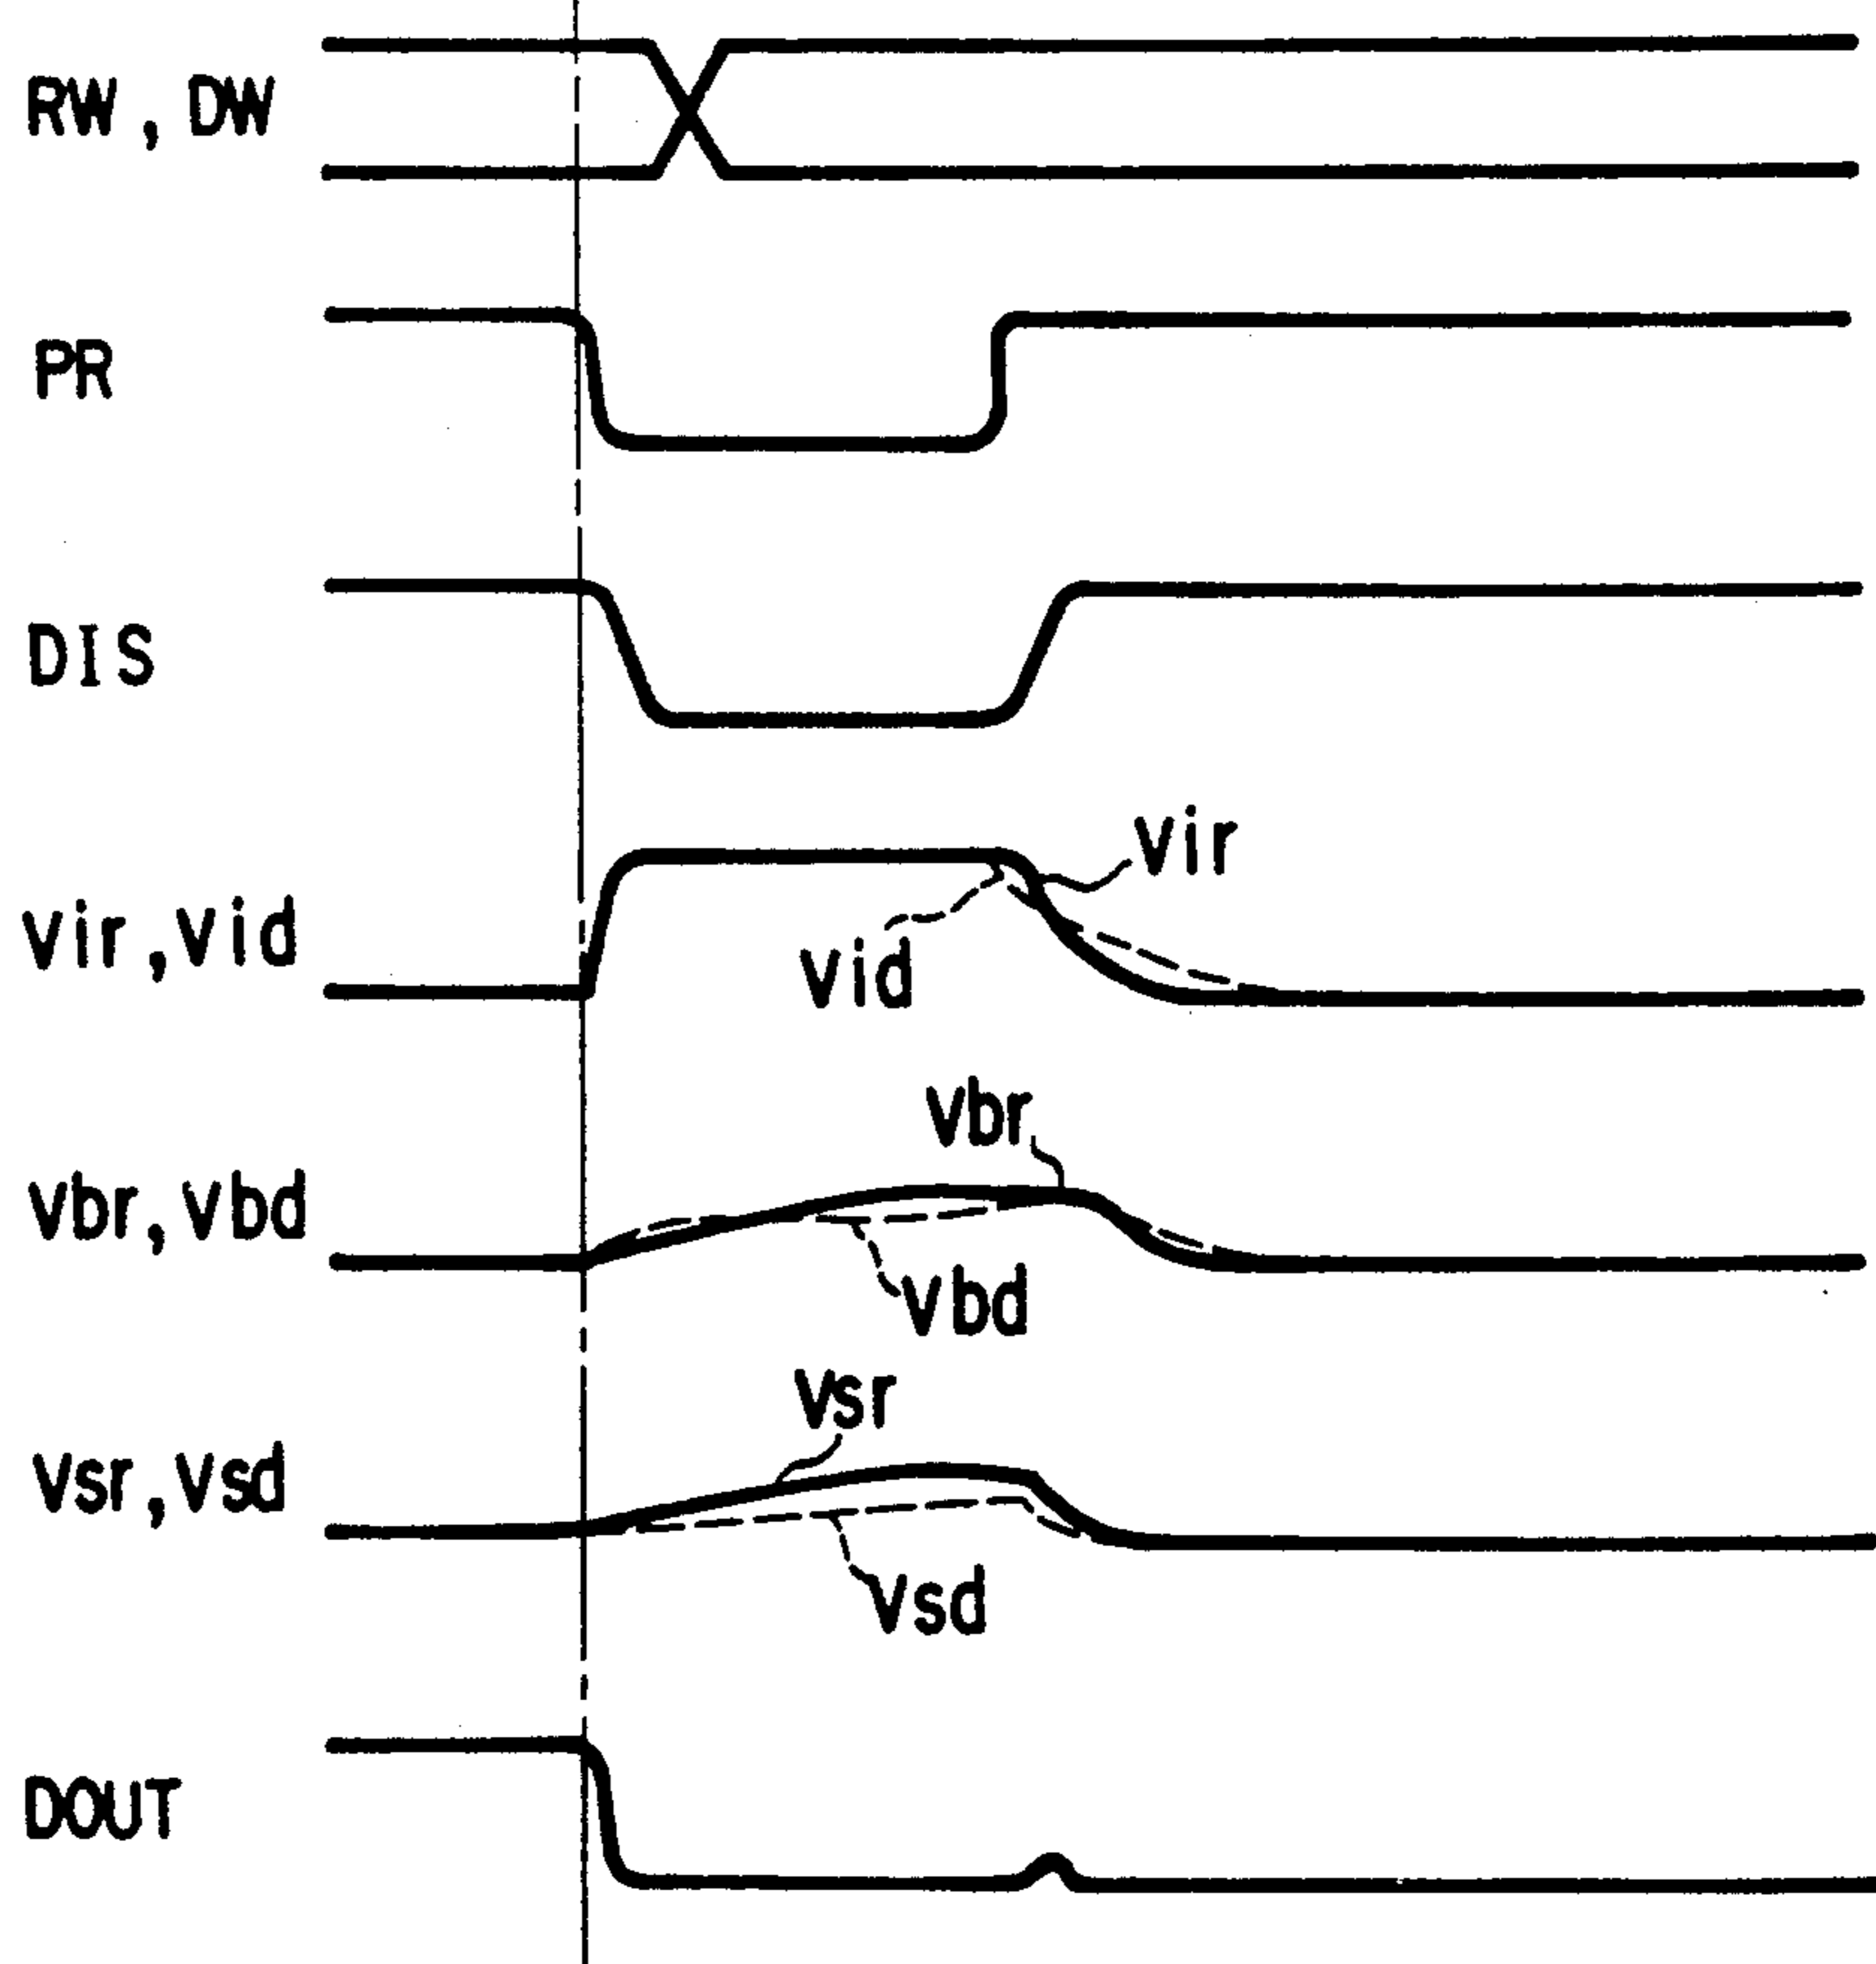 RW, DW
PR
DIS
vir
vir, vid
vid
vbr
vbr, vbd
vbd
vsr
vsr, vsd
vsd
DOUT